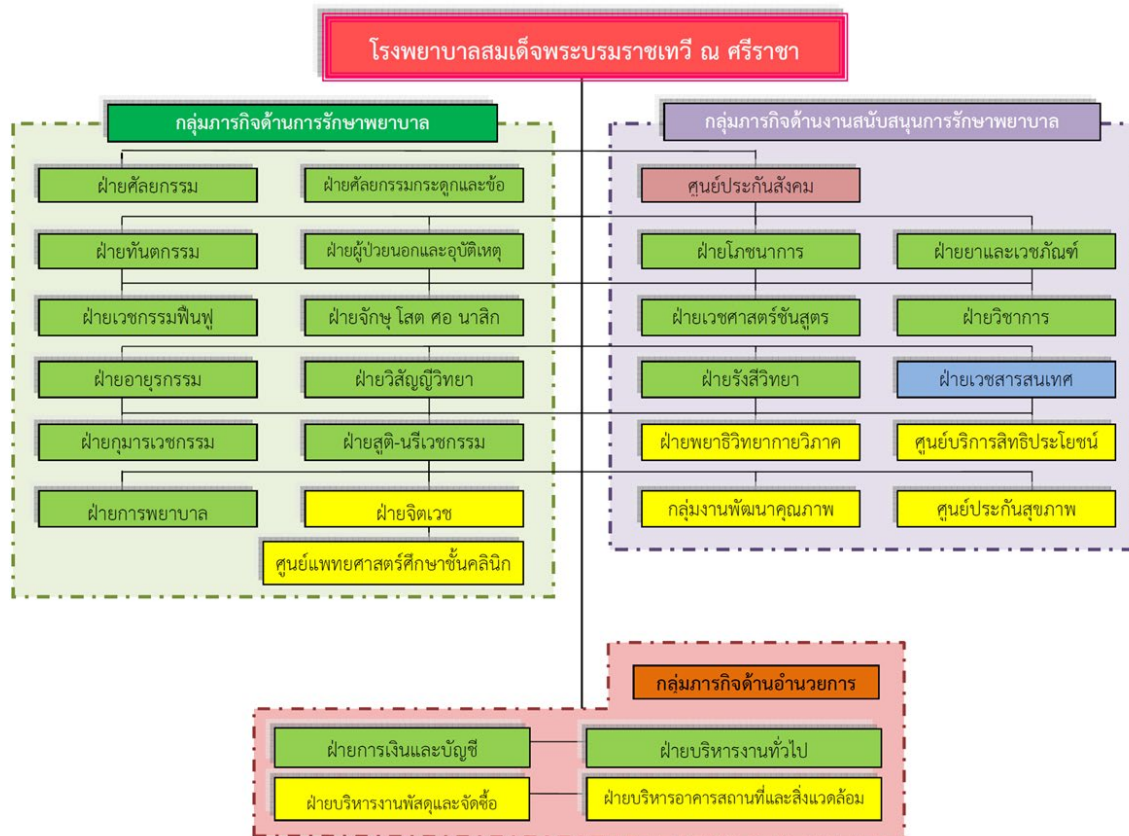 โรงพยาบาลสมเด็จพระบรมราชเทวี ณ ศรีราชา
กลุ่มภารกิจด้านการรักษาพยาบาล
ฝ่ายศัลยกรรม
ฝ่ายศัลยกรรมกระดูกและข้อ
ฝ่ายทันตกรรม
ฝ่ายผู้ป่วยนอกและอุบัติเหตุ
ฝ่ายเวชกรรมฟื้นฟู
ฝ่ายจักษุ โสต ศอ นาสิก
ฝ่ายอายุรกรรม
ฝ่ายวิสัญญีวิทยา
ฝ่ายกุมารเวชกรรม
ฝ่ายสูติ-นรีเวชกรรม
ฝ่ายการพยาบาล
ฝ่ายจิตเวช
ศูนย์แพทยศาสตร์ศึกษาชั้นคลินิก
กลุ่มภารกิจด้านงานสนับสนุนการรักษาพยาบาล
ศูนย์ประกันสังคม
ฝ่ายโภชนาการ
ฝ่ายยาและเวชภัณฑ์
ฝ่ายเวชศาสตร์ชันสูตร
ฝ่ายวิชาการ
ฝ่ายรังสีวิทยา
ฝ่ายเวชสารสนเทศ
ฝ่ายพยาธิวิทยากายวิภาค
ศูนย์บริการสิทธิประโยชน์
กลุ่มงานพัฒนาคุณภาพ
ศูนย์ประกันสุขภาพ
กลุ่มภารกิจด้านอำนวยการ
ฝ่ายการเงินและบัญชี
ฝ่ายบริหารงานทั่วไป
ฝ่ายบริหารงานพัสดุและจัดซื้อ
ฝ่ายบริหารอาคารสถานที่และสิ่งแวดล้อม